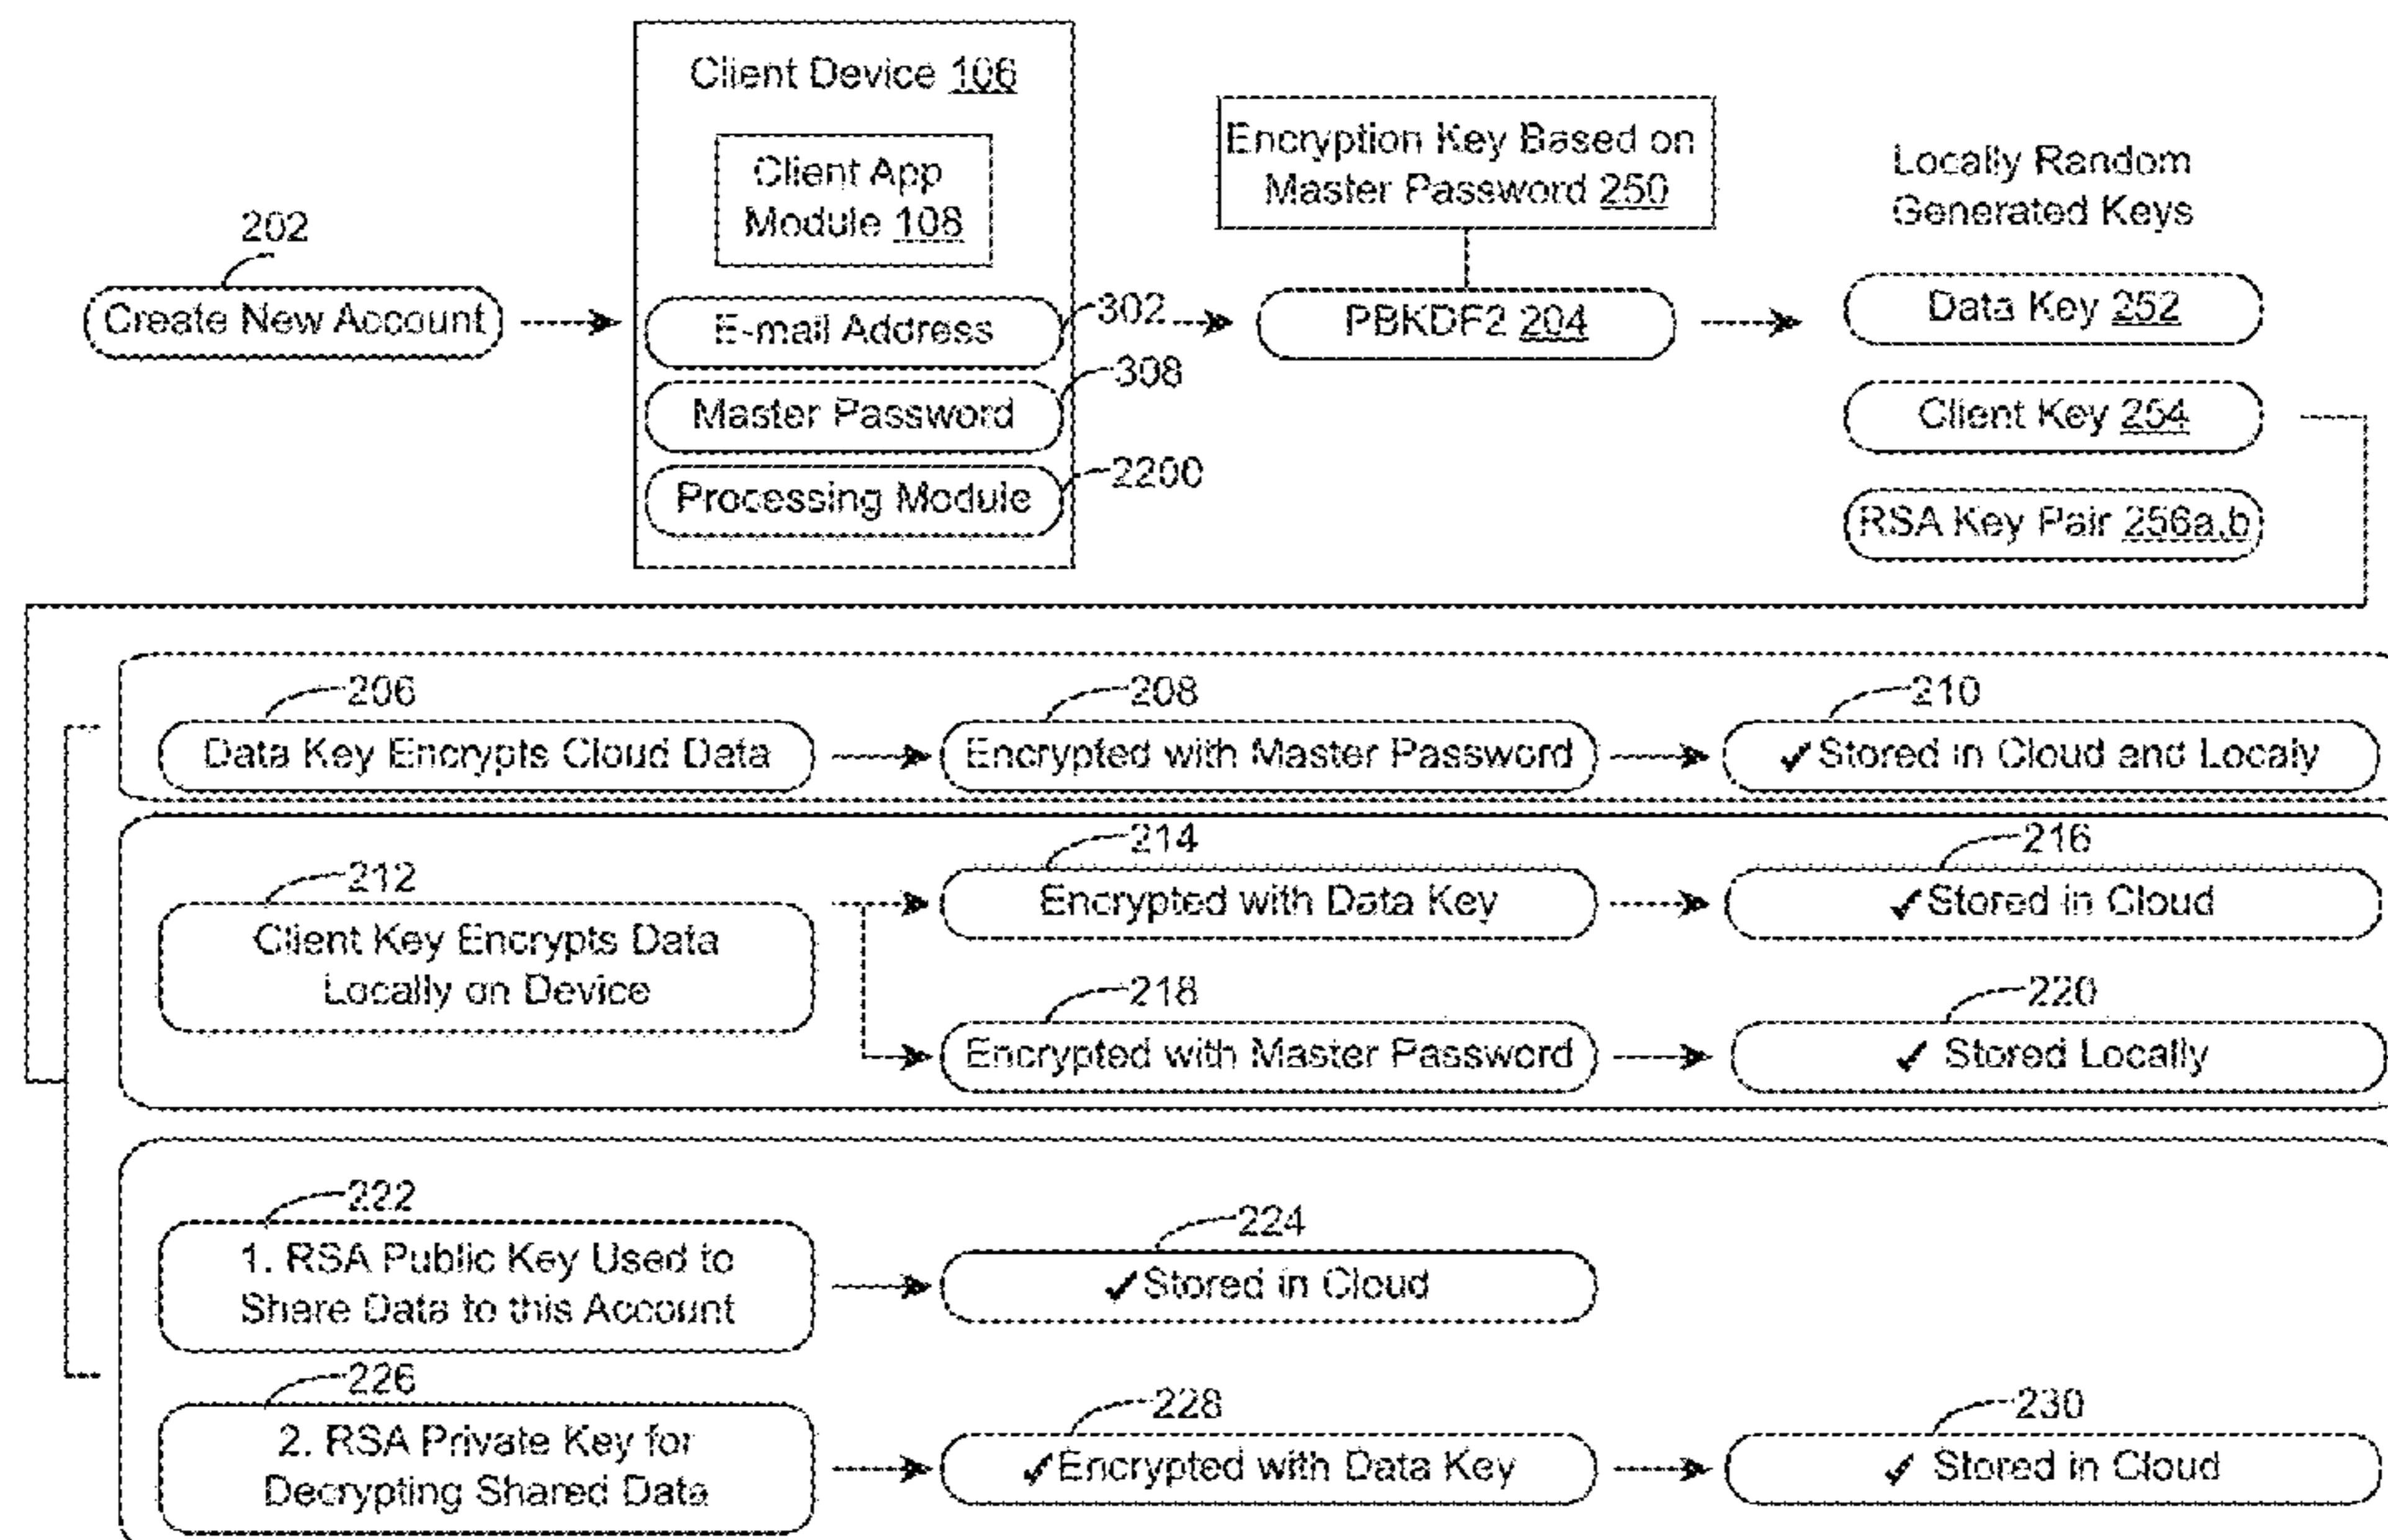 Client Device 106
Client App
Module 108
Encryption Key Based on
Master Password 250
Locally Random
Generated Keys
202
Create New Account
E-mail Address
302
PBKDF2 204
Data Key 252
308
Master Password
Client Key 254
2200
Processing Module
RSA Key Pair 256a,b
206
208
210
Data Key Encrypts Cloud Data
Encrypted with Master Password
✓Stored in Cloud and Localy
214
216
212
Encrypted with Data Key
✓Stored in Cloud
Client Key Encrypts Data
Locally on Device
218
220
Encrypted with Master Password
✓ Stored Locally
222
224
1. RSA Public Key Used to
Share Data to this Account
✓Stored in Cloud
226
228
230
2. RSA Private Key for
Decrypting Shared Data
✓Encrypted with Data Key
✓ Stored in Cloud